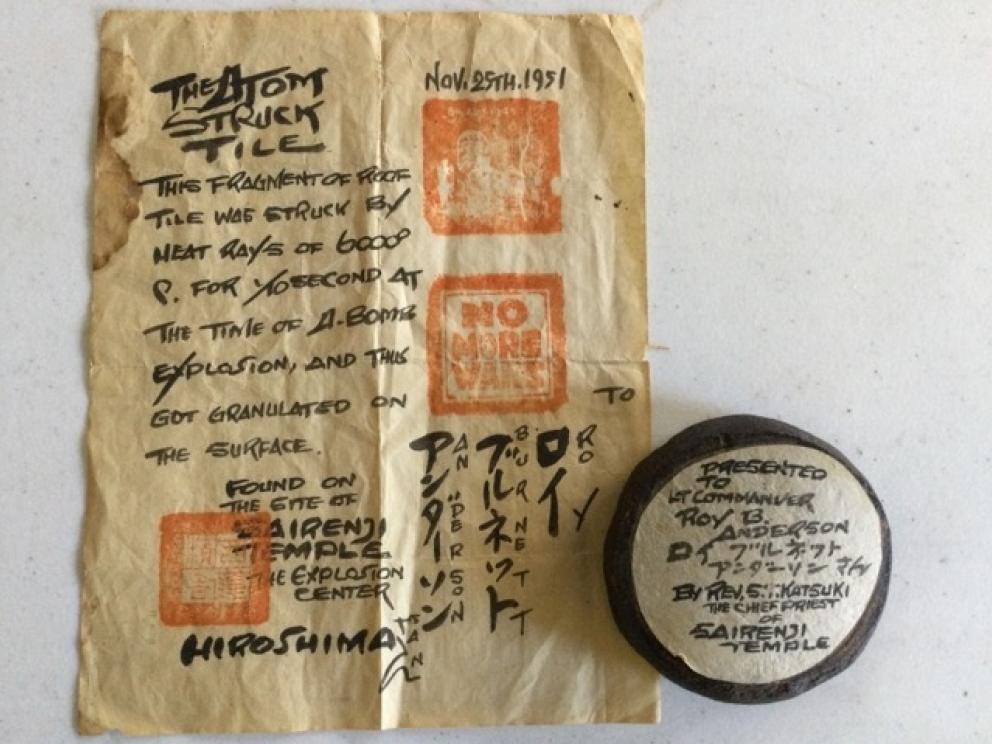 THE ATOM
STRUCK
TILE
THIS FRAGMENT OF ROOF
TILE WAS STRUCK BY
HEAT RAYS OF 6000°
P. FOR 1/10 SECOND AT
THE TIME OF A.BOMB
EXPLOSION, AND THUS
GOT GRANULATED ON
THE SURFACE.
FOUND ON
THE SITE OF
SAIRENJI
TEMPLE
THE EXPLOSION
CENTER
HIROSHIMA
NOV. 25TH. 1951
NO
MORE
WARS
TO
ロイ
ROY
ブルネット
BURNETT
アンダーソン
ANDERSON
SAN
PRESENTED
TO
LT COMMANDER
ROY B.
ANDERSON
ロイ ブルネット
アンダーソン
BY REV. S. KATSUKI
THE CHIEF PRIEST
OF
SAIRENJI
TEMPLE